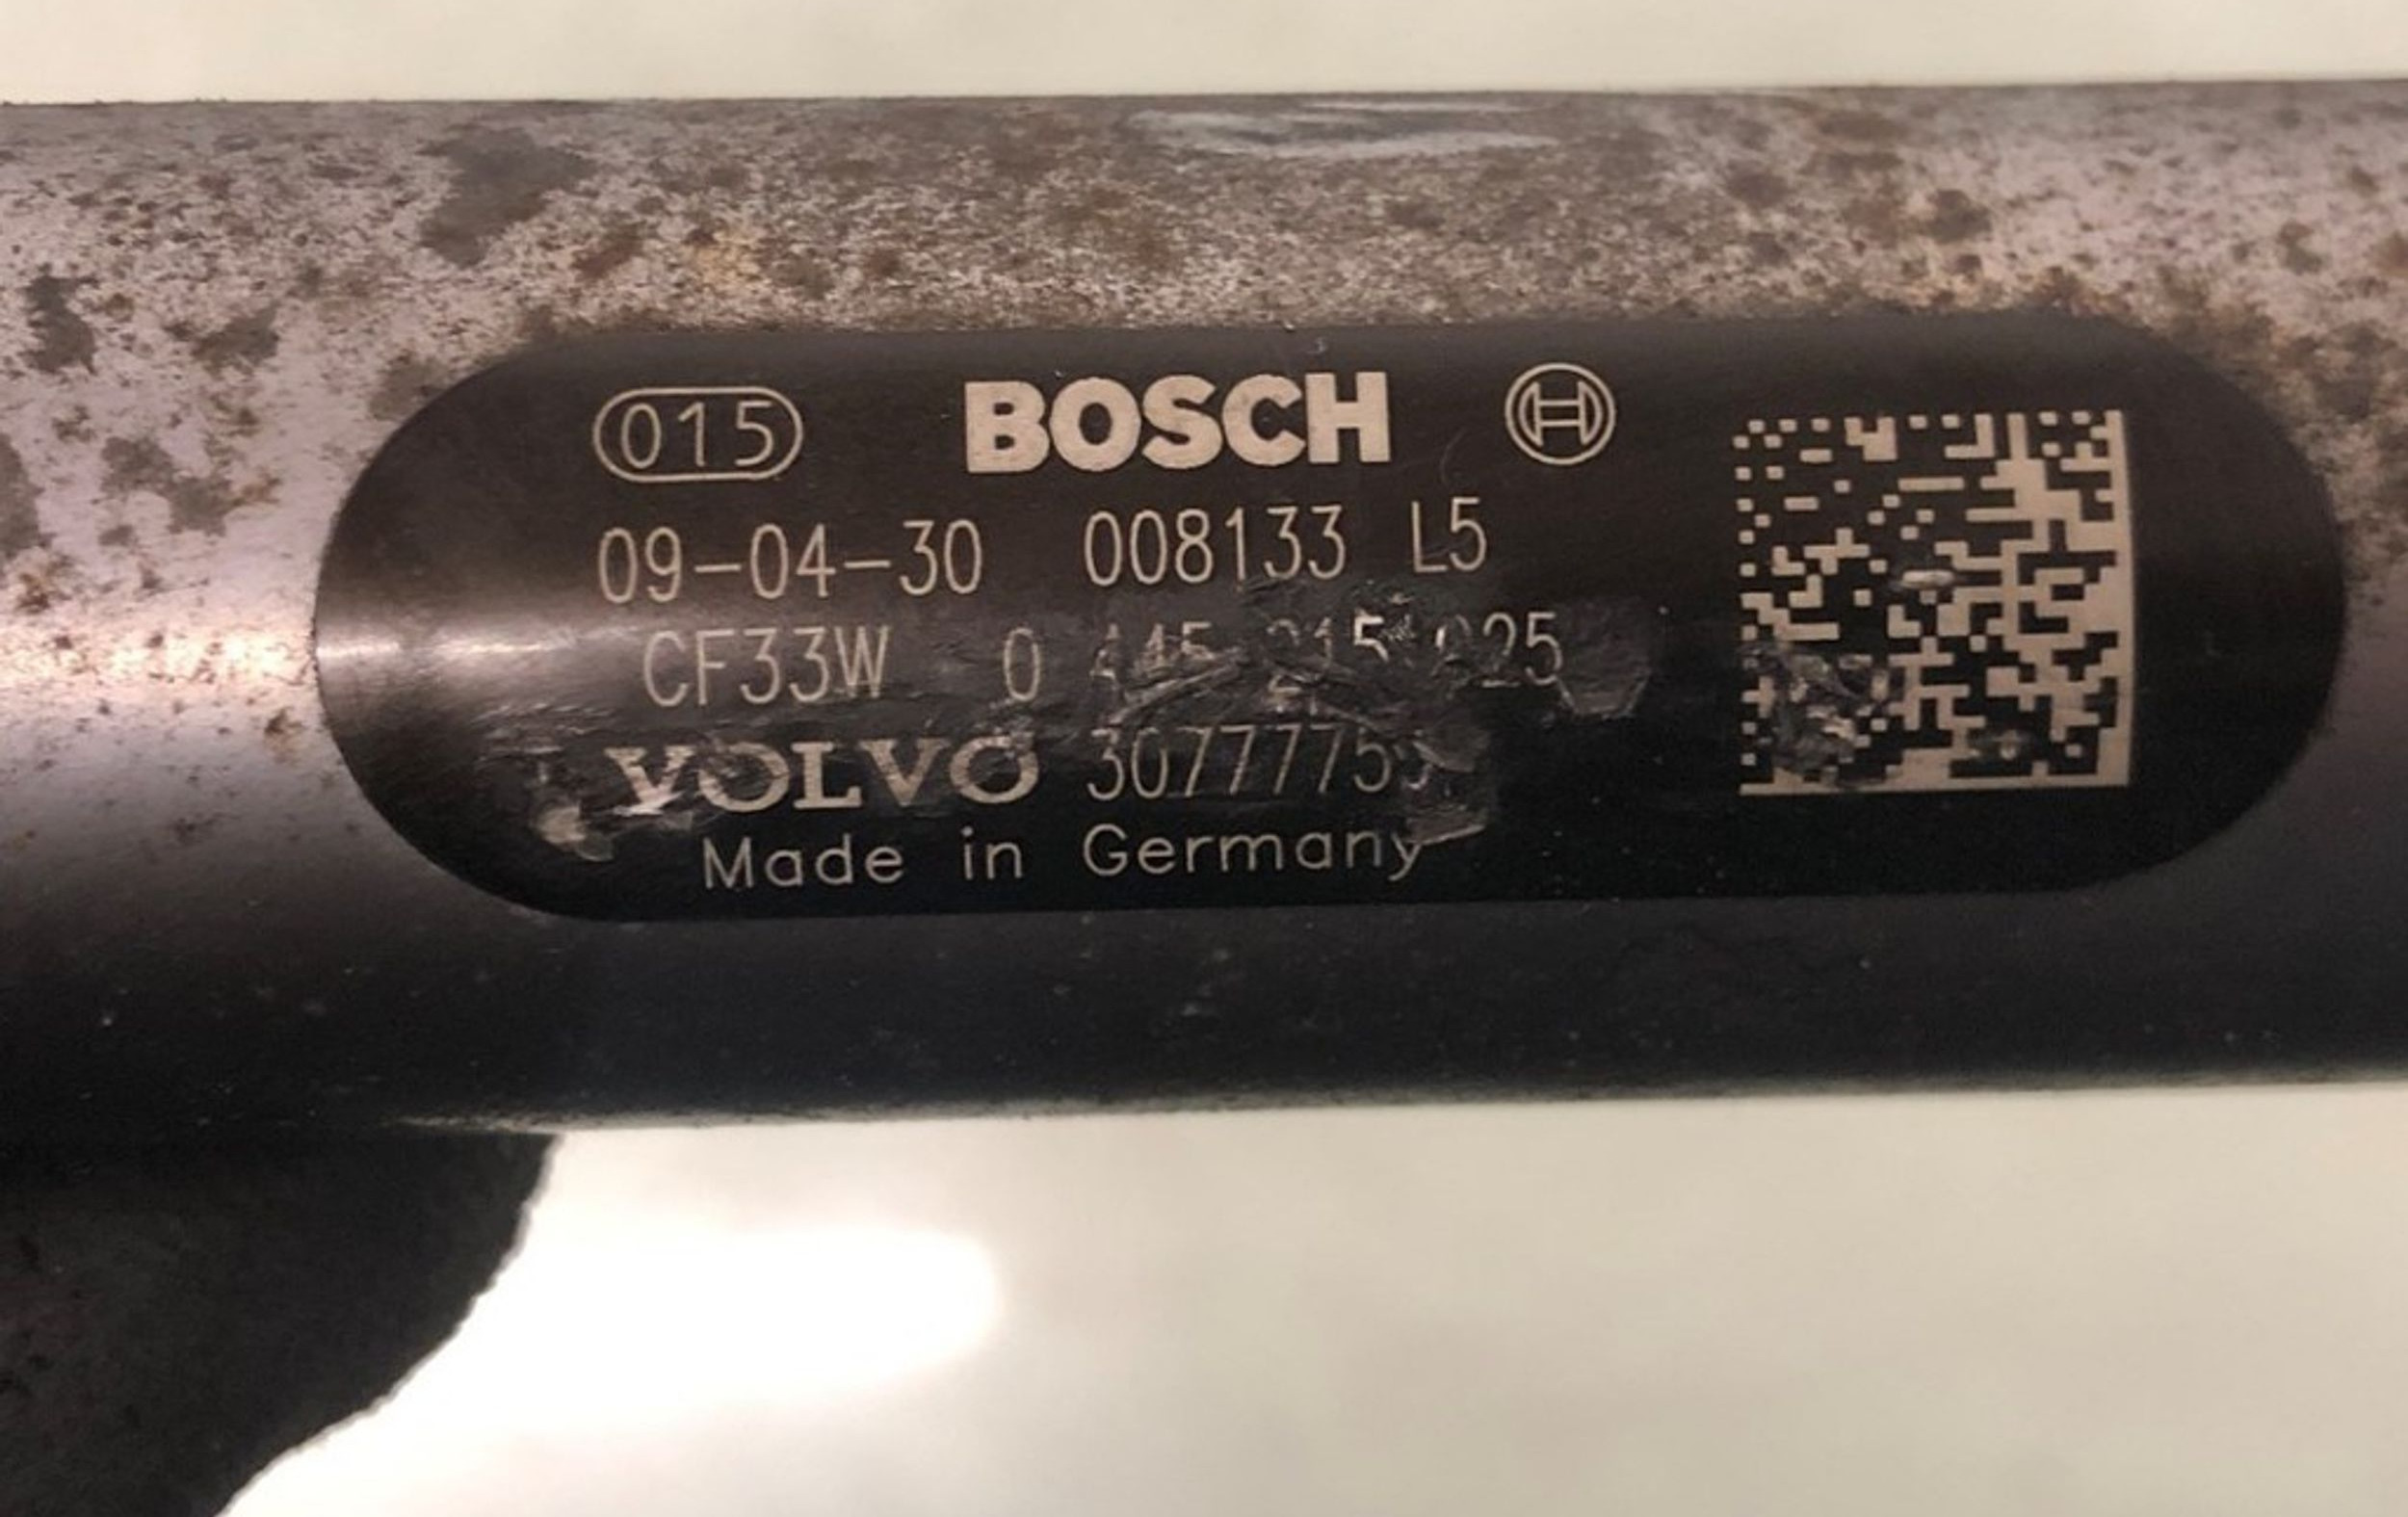 015 BOSCH
09-04-30 008133 L5
CF33W 0
VOLVO
Made in Germany